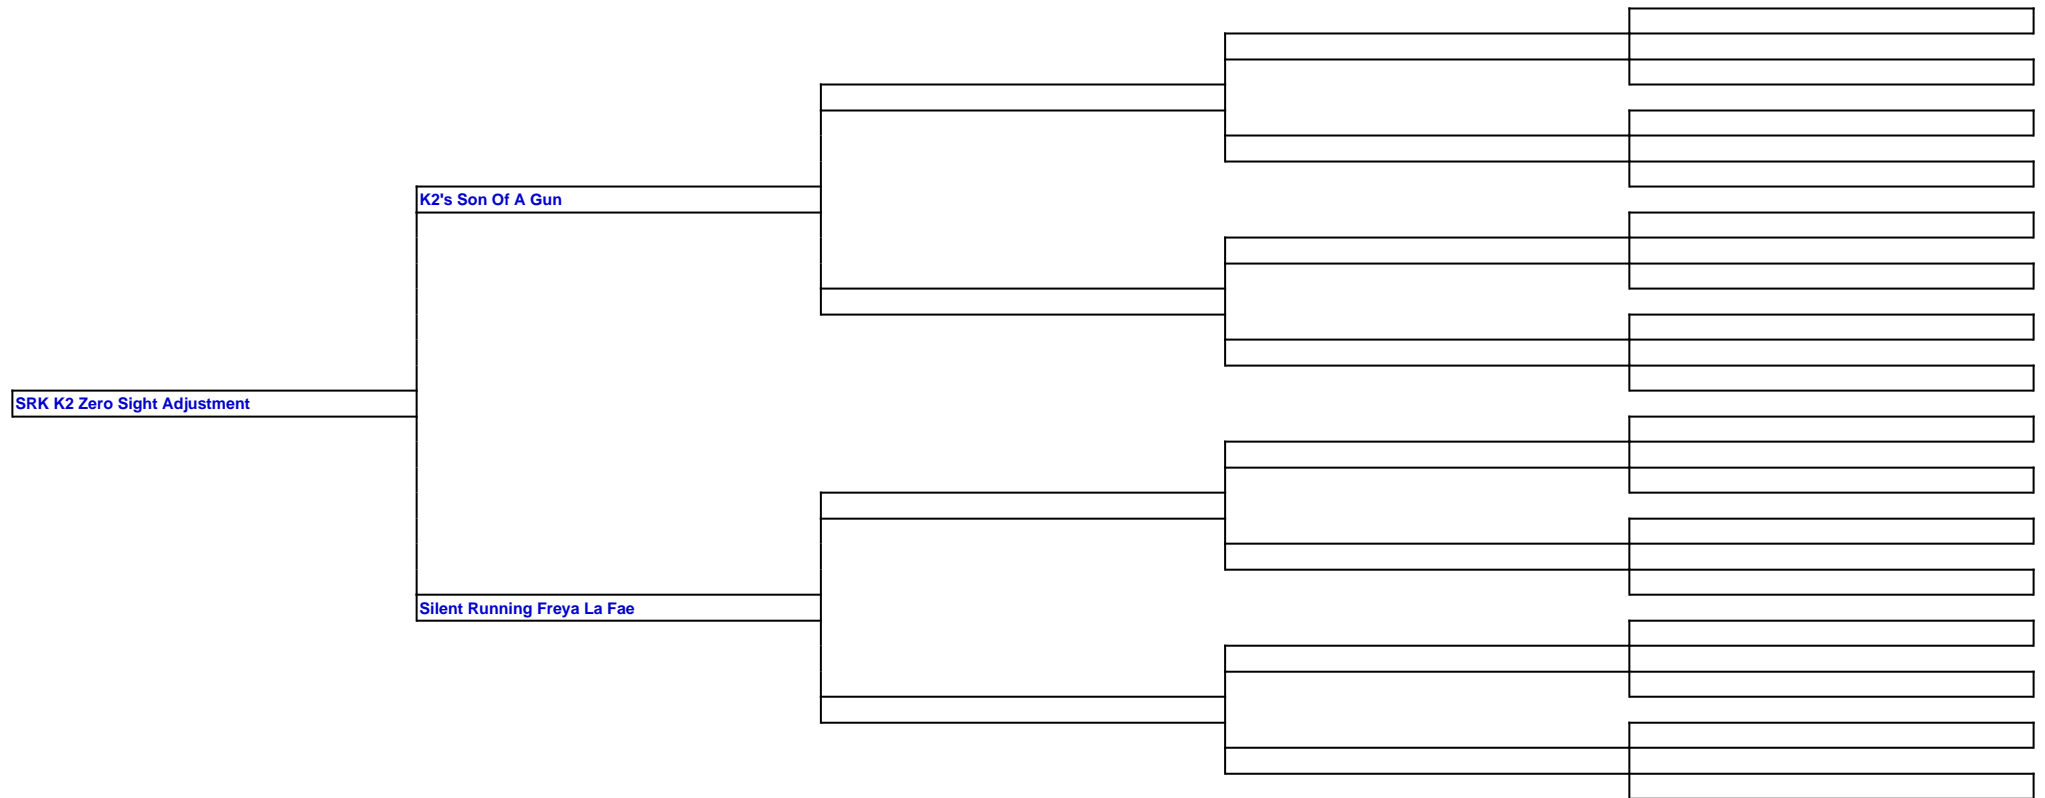 K2's Son Of A Gun
SRK K2 Zero Sight Adjustment
Silent Running Freya La Fae